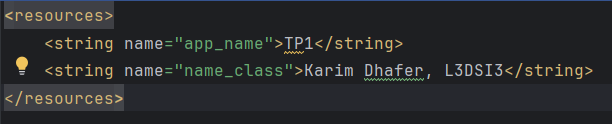 <resources>
<string name="app_name">TP1</string>
<string name="name_class">Karim Dhafer, L3DSI3</string>
</resources>